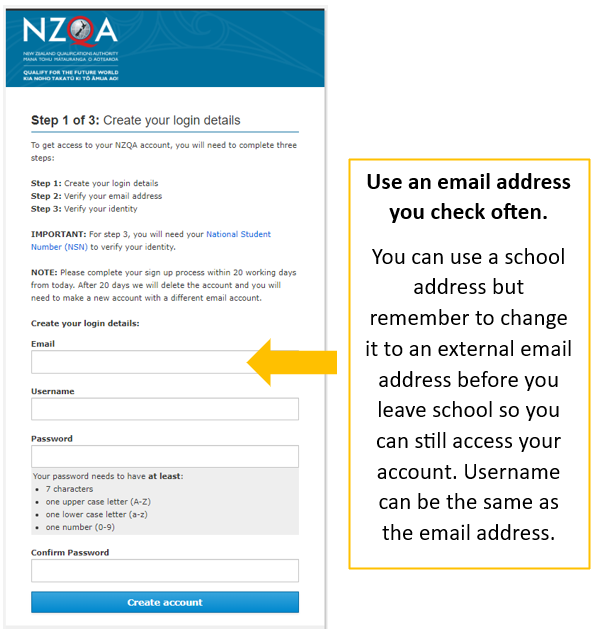 NZQA
NEW ZEALAND QUALIFICATIONS AUTHORITY
MANA TOHU MĀTAURANGA O AOTEAROA
QUALIFY FOR THE FUTURE WORLD
KIA NOHO TAKATŪ KI TŌ ĀMUA AO!
Step 1 of 3: Create your login details
To get access to your NZQA account, you will need to complete three
steps:
Step 1: Create your login details
Step 2: Verify your email address
Step 3: Verify your identity
IMPORTANT: For step 3, you will need your National Student
Number (NSN) to verify your identity.
NOTE: Please complete your sign up process within 20 working days
from today. After 20 days we will delete the account and you will
need to make a new account with a different email account.
Create your login details:
Email
Username
Password
Your password needs to have at least:
• 7 characters
• one upper case letter (A-Z)
• one lower case letter (a-z)
• one number (0-9)
Confirm Password
Create account
Use an email address
you check often.
You can use a school
address but
remember to change
it to an external email
address before you
leave school so you
can still access your
account. Username
can be the same as
the email address.